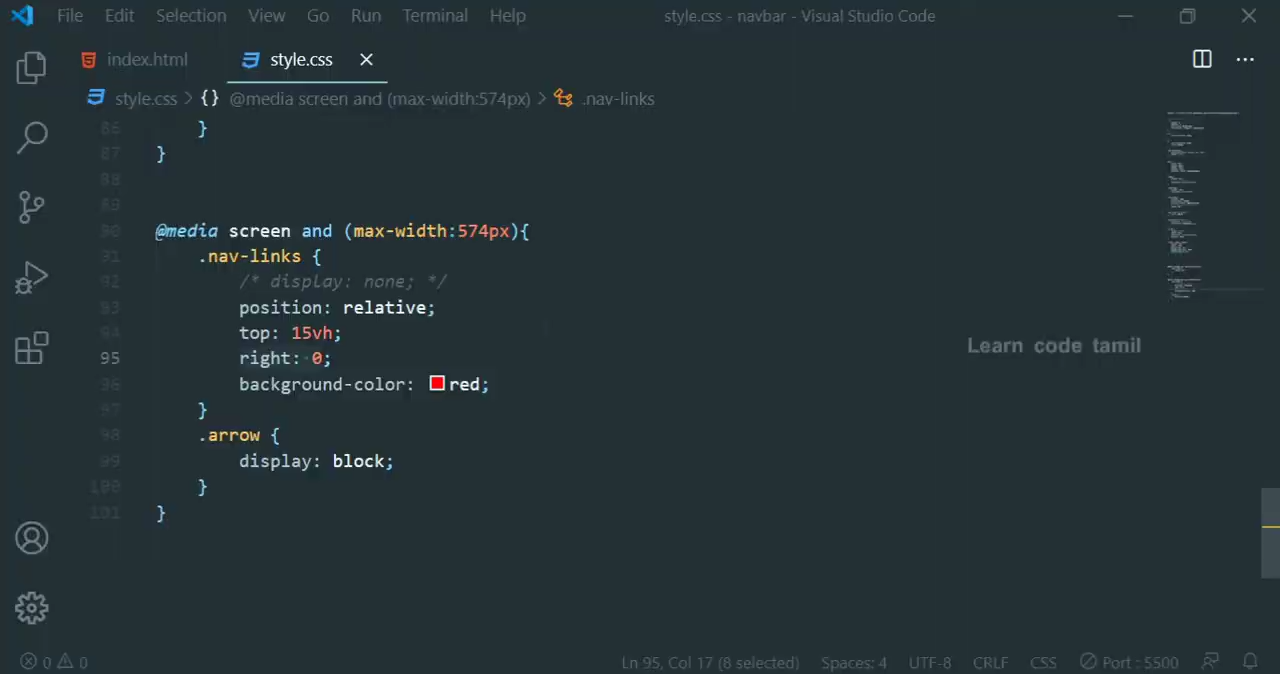 File Edit Selection View Go Run Terminal Help style.css - navbar - Visual Studio Code
index.html style.css
style.css > {} @media screen and (max-width:574px) > .nav-links
86 }
87 }
88
89
90 @media screen and (max-width:574px){
91 .nav-links {
92 /* display: none; */
93 position: relative;
94 top: 15vh;
95 right: 0;
96 background-color: red;
97 }
98 .arrow {
99 display: block;
100 }
101 }
Learn code tamil
0 0 Ln 95, Col 17 (8 selected) Spaces: 4 UTF-8 CRLF CSS Port : 5500